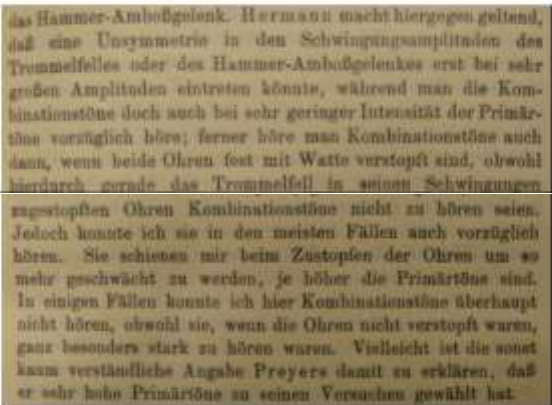 das Hammer-Amboßgelenk. Hermann macht hiergegen geltend,
daß eine Unsymmetrie in den Schwingungsamplituden des
Trommelfelles oder des Hammer-Amboßgelenkes erst bei sehr
großen Amplituden eintreten könnte, während man die Kom-
binationstöne doch auch bei sehr geringer Intensität der Primär-
töne vorzüglich höre; ferner höre man Kombinationstöne auch
dann, wenn beide Ohren fest mit Watte verstopft sind, obwohl
hierdurch gerade das Trommelfell in seinen Schwingungen
zugestopften Ohren Kombinationstöne nicht zu hören seien.
Jedoch konnte ich sie in den meisten Fällen auch vorzüglich
hören. Sie schienen mir beim Zustopfen der Ohren um so
mehr geschwächt zu werden, je höher die Primärtöne sind.
In einigen Fällen konnte ich hier Kombinationstöne überhaupt
nicht hören, obwohl sie, wenn die Ohren nicht verstopft waren,
ganz besonders stark zu hören waren. Vielleicht ist die sonst
kaum verständliche Angabe Preyers damit zu erklären, daß
er sehr hohe Primärtöne zu seinen Versuchen gewählt hat.